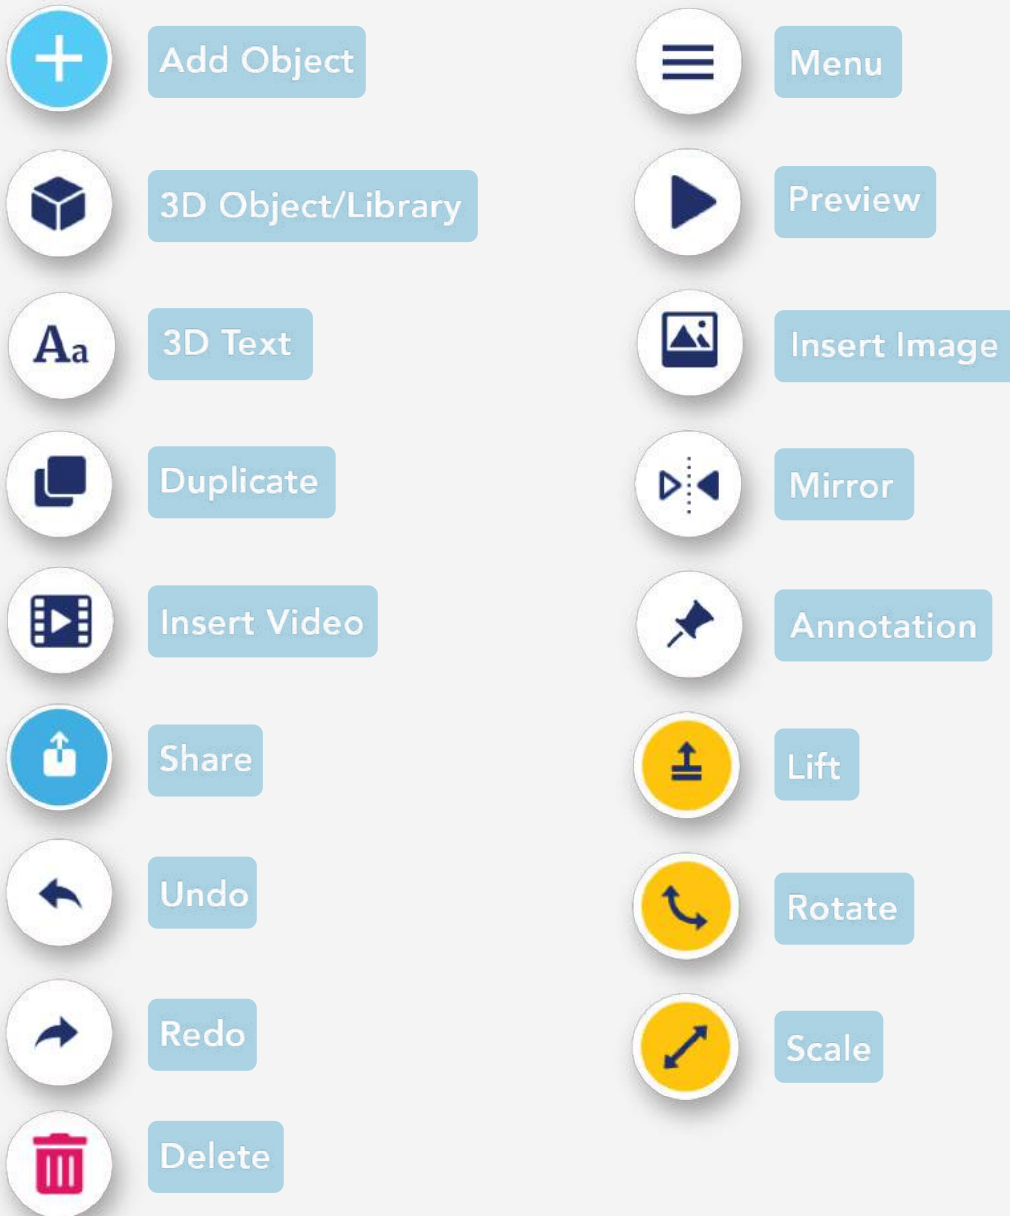 Add Object
3D Object/Library
Aa
3D Text
Duplicate
Insert Video
Share
Undo
Redo
Delete
Menu
Preview
Insert Image
Mirror
Annotation
Lift
Rotate
Scale